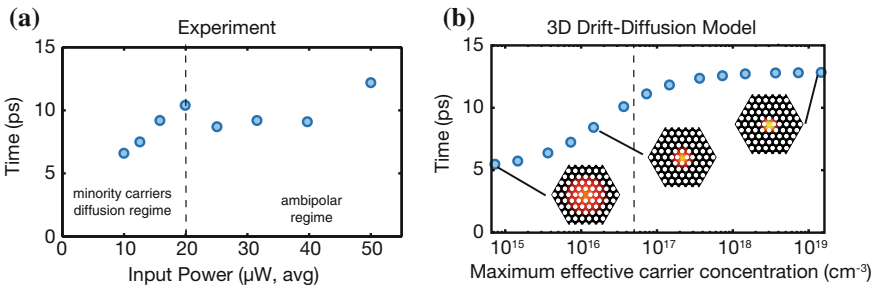 (a)
Experiment
15
10
5
0
Time (ps)
minority carriers
diffusion regime
ambipolar
regime
0
10
20
30
40
50
Input Power (μW, avg)
(b)
3D Drift-Diffusion Model
15
10
5
0
Time (ps)
10¹⁵
10¹⁶
10¹⁷
10¹⁸
10¹⁹
Maximum effective carrier concentration (cm⁻³)